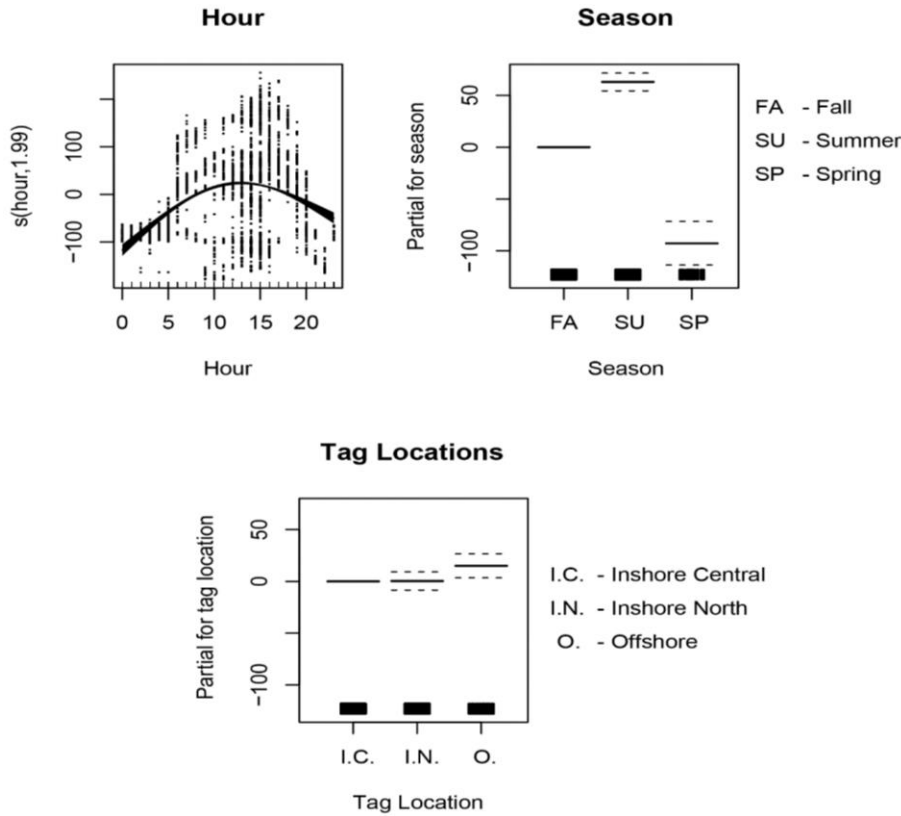 Hour
s(hour,1.99)
100
0
−100
0 5 10 15 20
Hour
Season
Partial for season
50
0
−100
FA SU SP
Season
FA - Fall
SU - Summer
SP - Spring
Tag Locations
Partial for tag location
50
0
−100
I.C. I.N. O.
Tag Location
I.C. - Inshore Central
I.N. - Inshore North
O. - Offshore